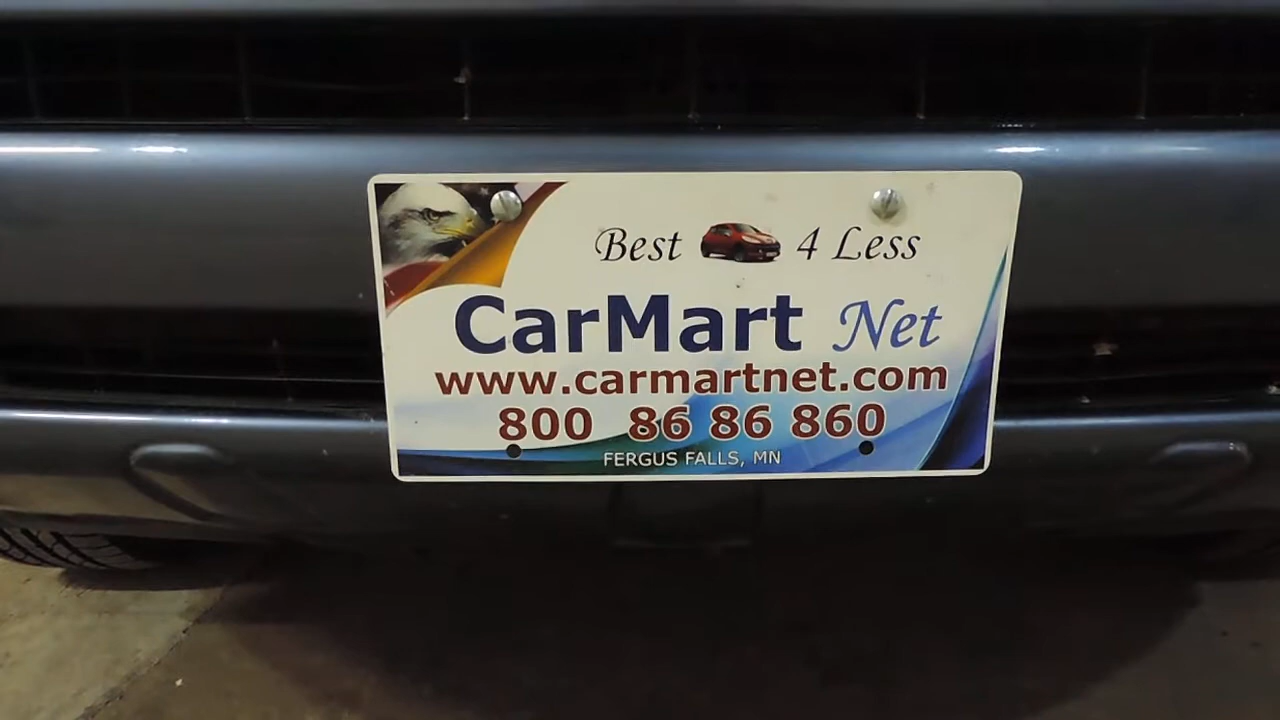 Best 4 Less
CarMart Net
www.carmartnet.com
800 86 86 860
FERGUS FALLS, MN